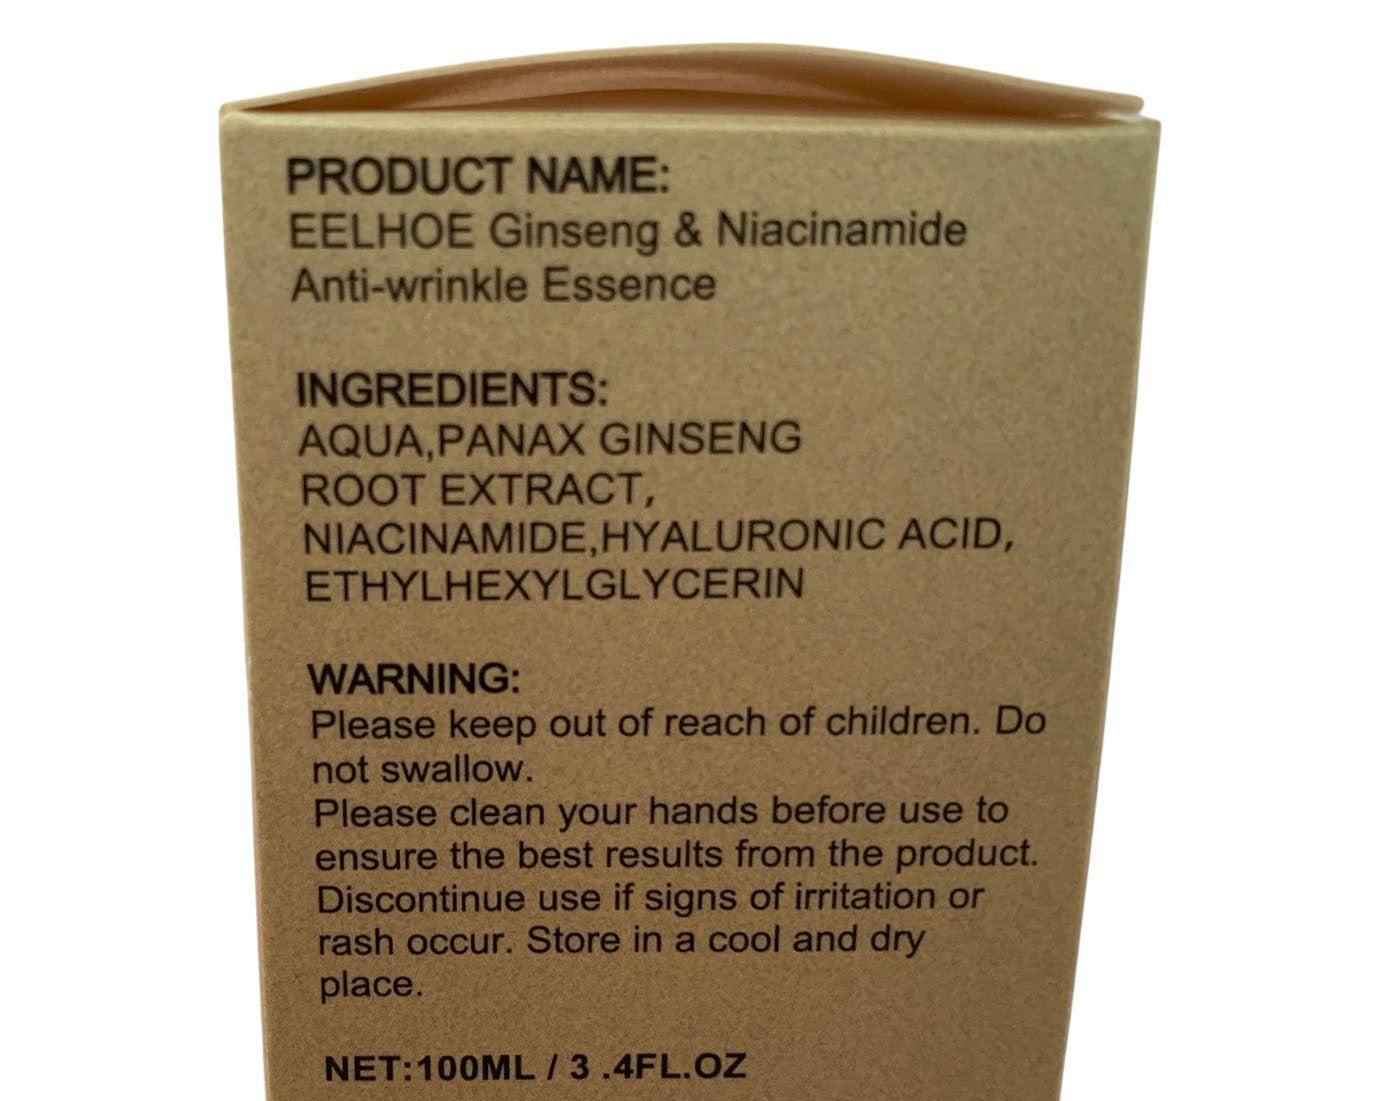 PRODUCT NAME:
EELHOE Ginseng & Niacinamide
Anti-wrinkle Essence
INGREDIENTS:
AQUA,PANAX GINSENG
ROOT EXTRACT,
NIACINAMIDE,HYALURONIC ACID,
ETHYLHEXYLGLYCERIN
WARNING:
Please keep out of reach of children. Do
not swallow.
Please clean your hands before use to
ensure the best results from the product.
Discontinue use if signs of irritation or
rash occur. Store in a cool and dry
place.
NET:100ML / 3 .4FL.OZ